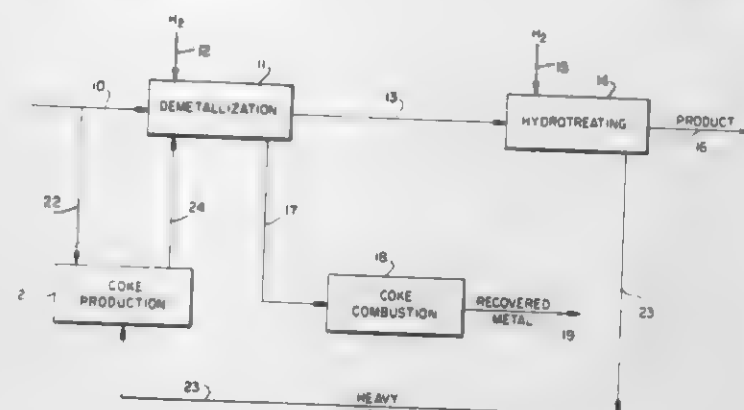 H₂
12
11
10
DEMETALLIZATION
13
H₂
15
14
HYDROTREATING
PRODUCT
16
22
24
17
18
2
COKE
PRODUCTION
COKE
COMBUSTION
RECOVERED
METAL
19
23
23
HEAVY